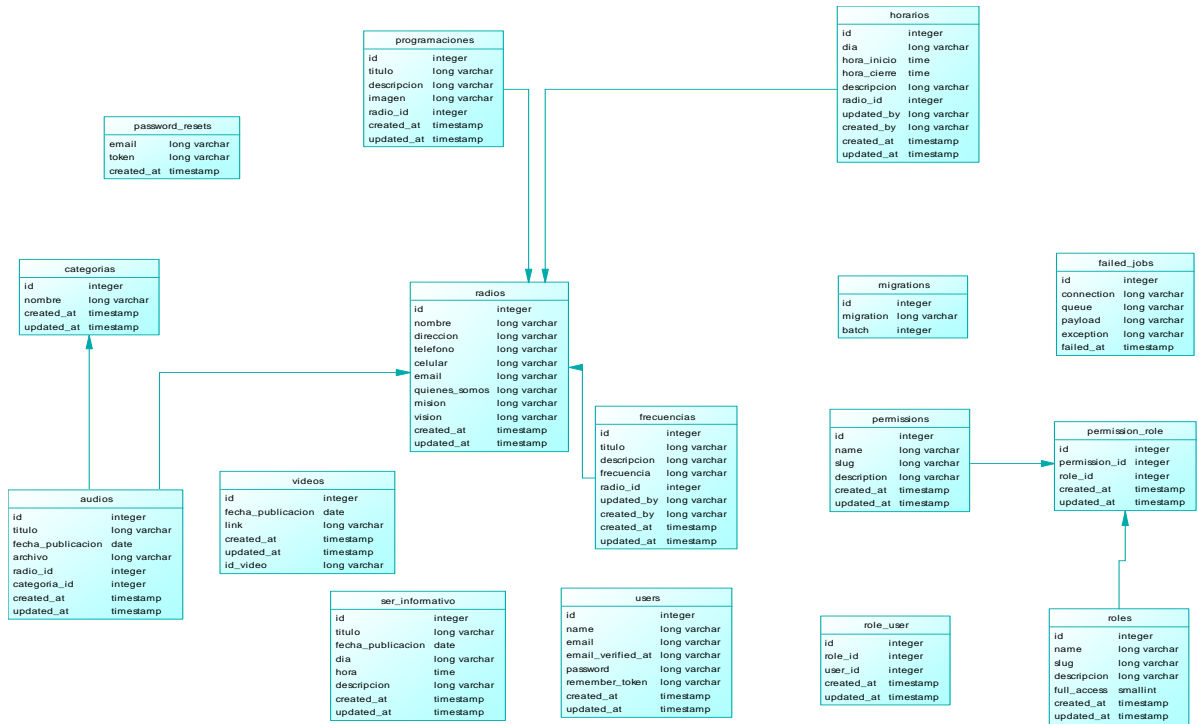 horarios
id integer
dia long varchar
hora_inicio time
hora_cierre time
descripcion long varchar
radio_id integer
updated_by long varchar
created_by long varchar
created_at timestamp
updated_at timestamp
programaciones
id integer
titulo long varchar
descripcion long varchar
imagen long varchar
radio_id integer
created_at timestamp
updated_at timestamp
password_resets
email long varchar
token long varchar
created_at timestamp
categorias
id integer
nombre long varchar
created_at timestamp
updated_at timestamp
radios
id integer
nombre long varchar
direccion long varchar
telefono long varchar
celular long varchar
email long varchar
quienes_somos long varchar
mision long varchar
vision long varchar
created_at timestamp
updated_at timestamp
migrations
id integer
migration long varchar
batch integer
failed_jobs
id integer
connection long varchar
queue long varchar
payload long varchar
exception long varchar
failed_at timestamp
frecuencias
id integer
titulo long varchar
descripcion long varchar
frecuencia long varchar
radio_id integer
updated_by long varchar
created_by long varchar
created_at timestamp
updated_at timestamp
permissions
id integer
name long varchar
slug long varchar
description long varchar
created_at timestamp
updated_at timestamp
permission_role
id integer
permission_id integer
role_id integer
created_at timestamp
updated_at timestamp
audios
id integer
titulo long varchar
fecha_publicacion date
archivo long varchar
radio_id integer
categoria_id integer
created_at timestamp
updated_at timestamp
videos
id integer
fecha_publicacion date
link long varchar
created_at timestamp
updated_at timestamp
id_video long varchar
ser_informativo
id integer
titulo long varchar
fecha_publicacion date
dia long varchar
hora time
descripcion long varchar
created_at timestamp
updated_at timestamp
users
id integer
name long varchar
email long varchar
email_verified_at long varchar
password long varchar
remember_token long varchar
created_at timestamp
updated_at timestamp
role_user
id integer
role_id integer
user_id integer
created_at timestamp
updated_at timestamp
roles
id integer
name long varchar
slug long varchar
descripcion long varchar
full_access smallint
created_at timestamp
updated_at timestamp